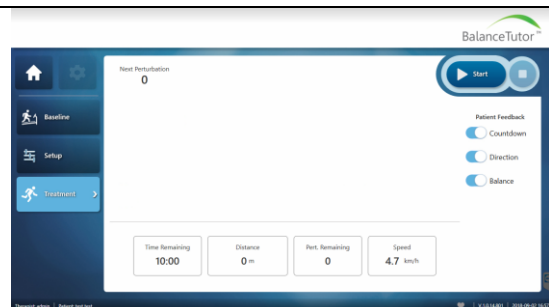 BalanceTutor™
Next Perturbation
0
Start
Baseline
Patient Feedback
Countdown
Setup
Direction
Treatment
Balance
Time Remaining
10:00
Distance
0 m
Pert. Remaining
0
Speed
4.7 km/h